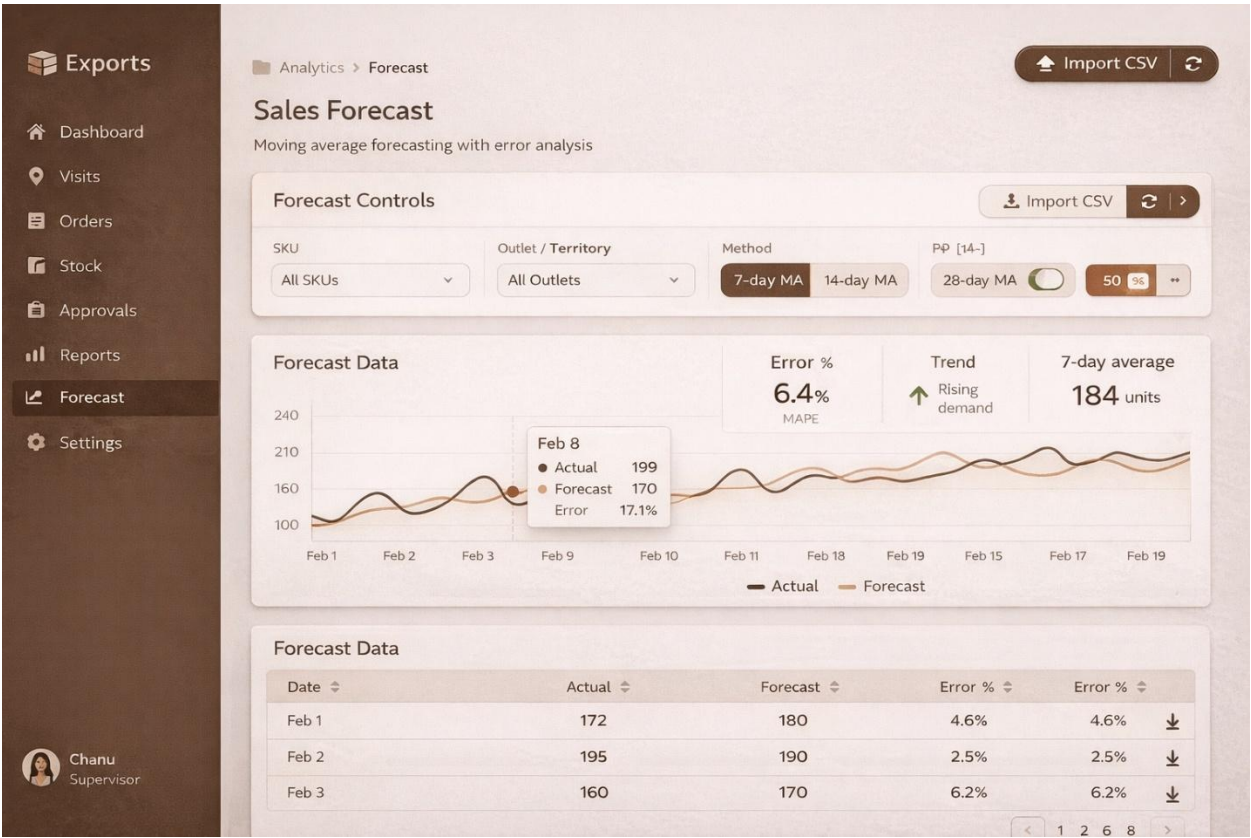 Exports
Dashboard
Visits
Orders
Stock
Approvals
Reports
Forecast
Settings
Chanu
Supervisor
Analytics > Forecast
Import CSV
Sales Forecast
Moving average forecasting with error analysis
Forecast Controls
Import CSV
SKU
All SKUs
Outlet / Territory
All Outlets
Method
7-day MA 14-day MA
[14-]
28-day MA
50
Forecast Data
Error %
6.4%
MAPE
Trend
Rising
demand
7-day average
184 units
240
210
160
100
Feb 8
Actual 199
Forecast 170
Error 17.1%
Feb 1 Feb 2 Feb 3 Feb 9 Feb 10 Feb 11 Feb 18 Feb 19 Feb 15 Feb 17 Feb 19
Actual Forecast
Forecast Data
Date Actual Forecast Error % Error %
Feb 1 172 180 4.6% 4.6%
Feb 2 195 190 2.5% 2.5%
Feb 3 160 170 6.2% 6.2%
< 1 2 6 8 >